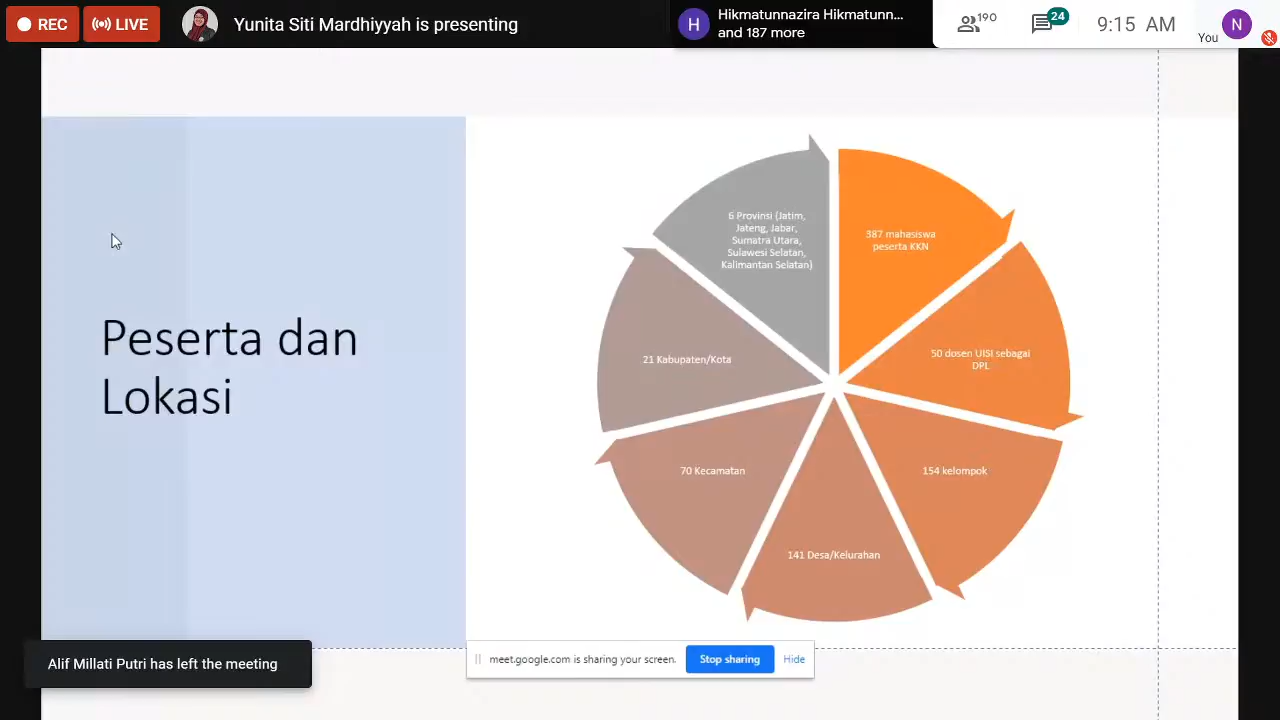 REC
LIVE
Yunita Siti Mardhiyyah is presenting
H
Hikmatunnazira Hikmatunn...
and 187 more
190
24
9:15 AM
You
N
Peserta dan
Lokasi
6 Provinsi (Jatim,
Jateng, Jabar,
Sumatra Utara,
Sulawesi Selatan,
Kalimantan Selatan)
387 mahasiswa
peserta KKN
50 dosen UISI sebagai
DPL
154 kelompok
141 Desa/Kelurahan
70 Kecamatan
21 Kabupaten/Kota
Alif Millati Putri has left the meeting
meet.google.com is sharing your screen.
Stop sharing
Hide